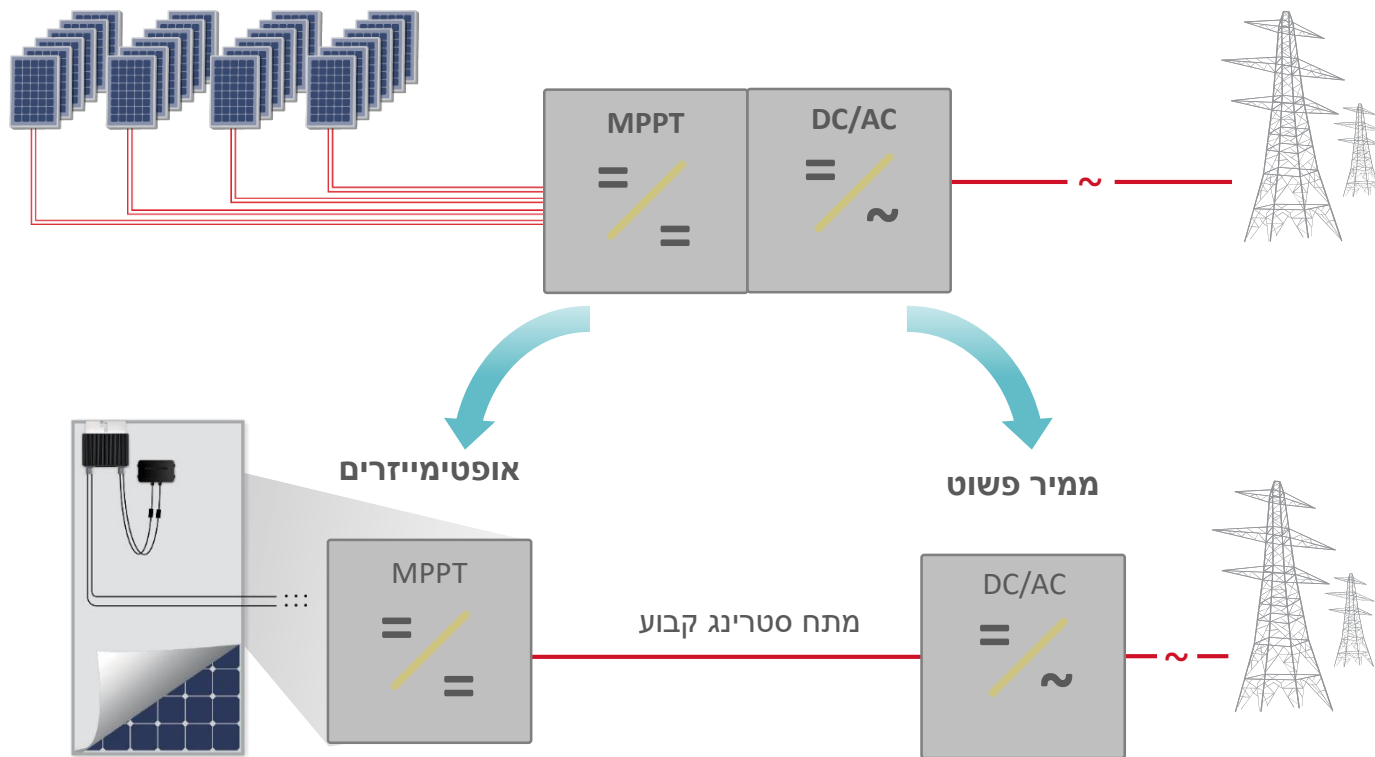 MPPT
DC/AC
=
=
=
~
~
אופטימייזרים
ממיר פשוט
MPPT
DC/AC
=
=
=
~
מתח סטרינג קבוע
~